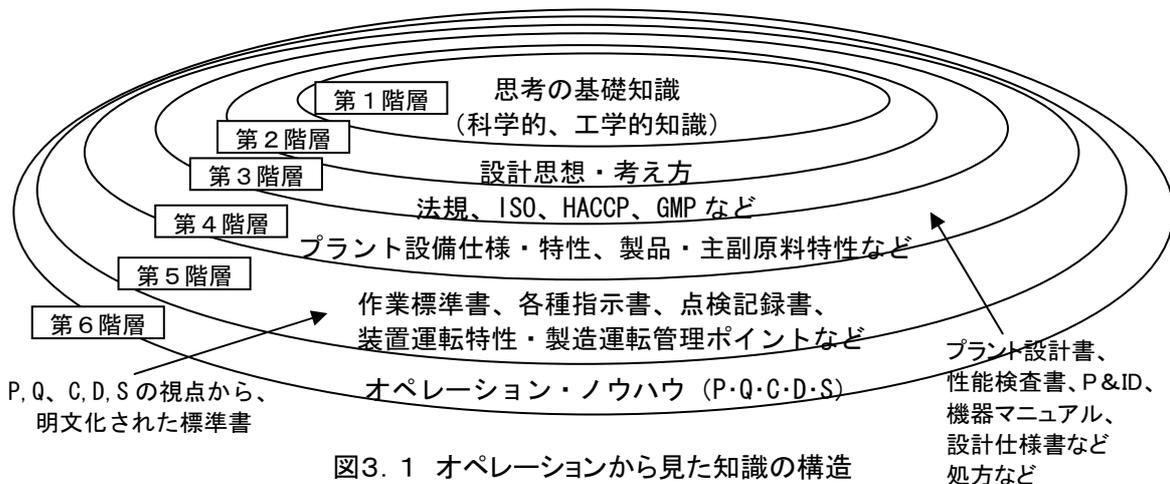 第1階層
思考の基礎知識
(科学的、工学的知識)
第2階層
設計思想・考え方
第3階層
法規、ISO、HACCP、GMP など
第4階層
プラント設備仕様・特性、製品・主副原料特性など
第5階層
作業標準書、各種指示書、点検記録書、
装置運転特性・製造運転管理ポイントなど
第6階層
オペレーション・ノウハウ (P・Q・C・D・S)
P,Q、C,D,S の視点から、
明文化された標準書
プラント設計書、
性能検査書、P&ID、
機器マニュアル、
設計仕様書など
処方など
図3.1 オペレーションから見た知識の構造